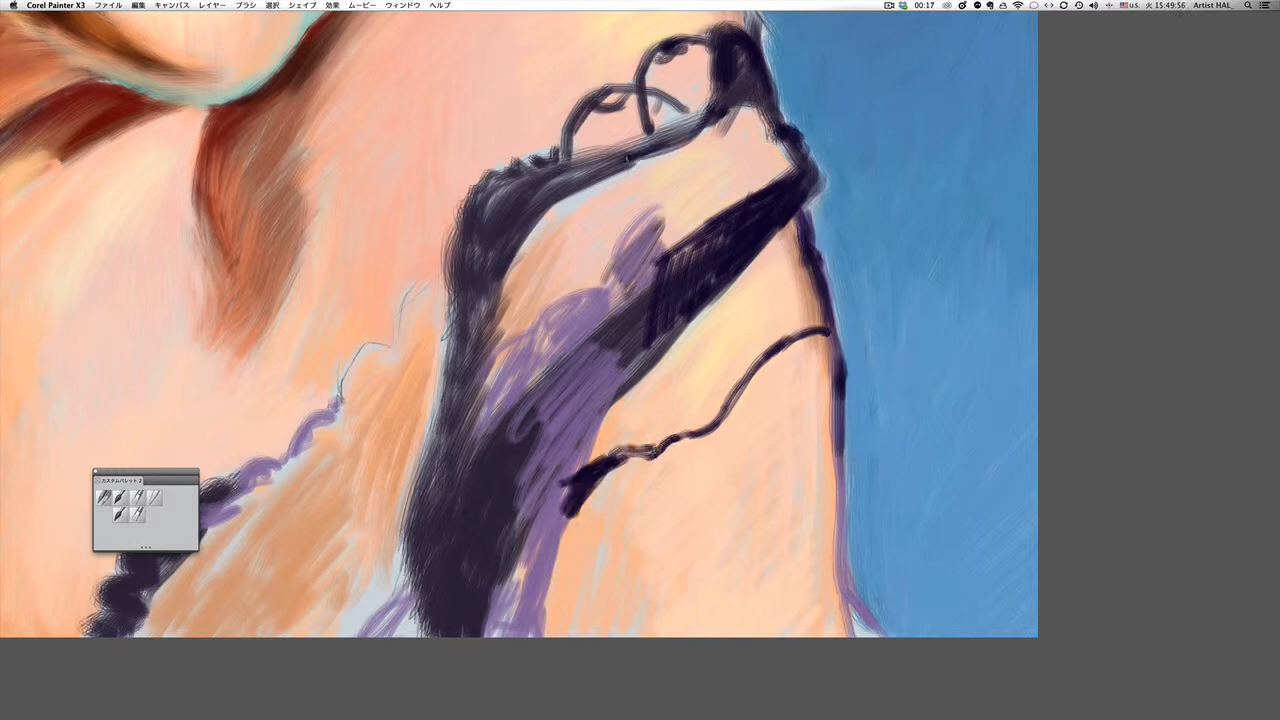 Corel Painter X3 ファイル 編集 キャンバス レイヤー ブラシ 選択 シェイプ 効果 ムービー ウィンドウ ヘルプ 00:17 U.S. 火 15:49:56 Artist HAL_
カスタムパレット 2